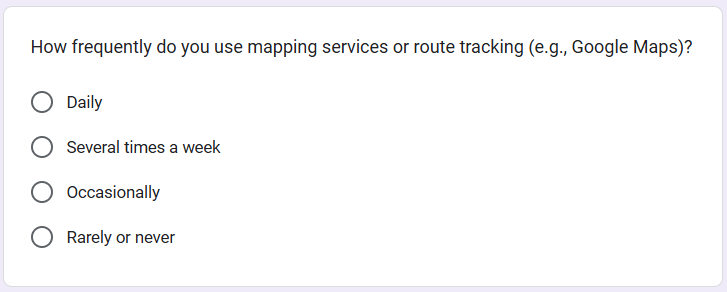 How frequently do you use mapping services or route tracking (e.g., Google Maps)?
Daily
Several times a week
Occasionally
Rarely or never